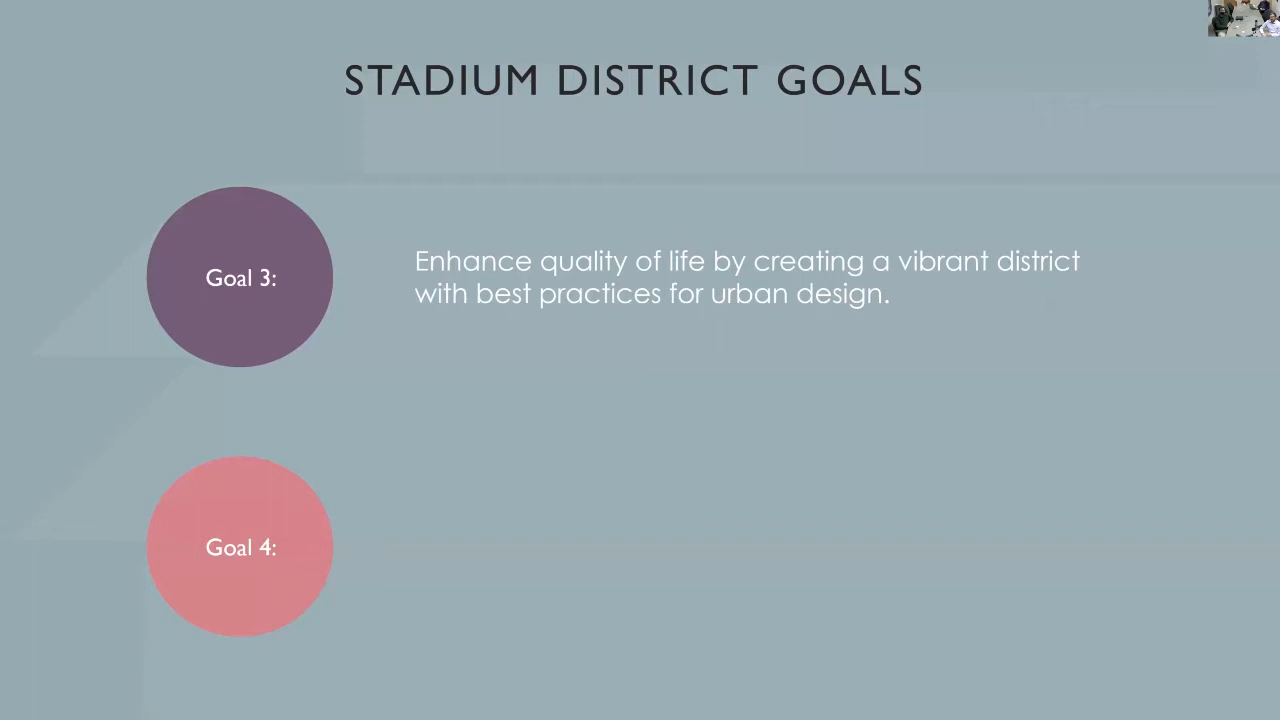 STADIUM DISTRICT GOALS
Goal 3:
Enhance quality of life by creating a vibrant district
with best practices for urban design.
Goal 4: